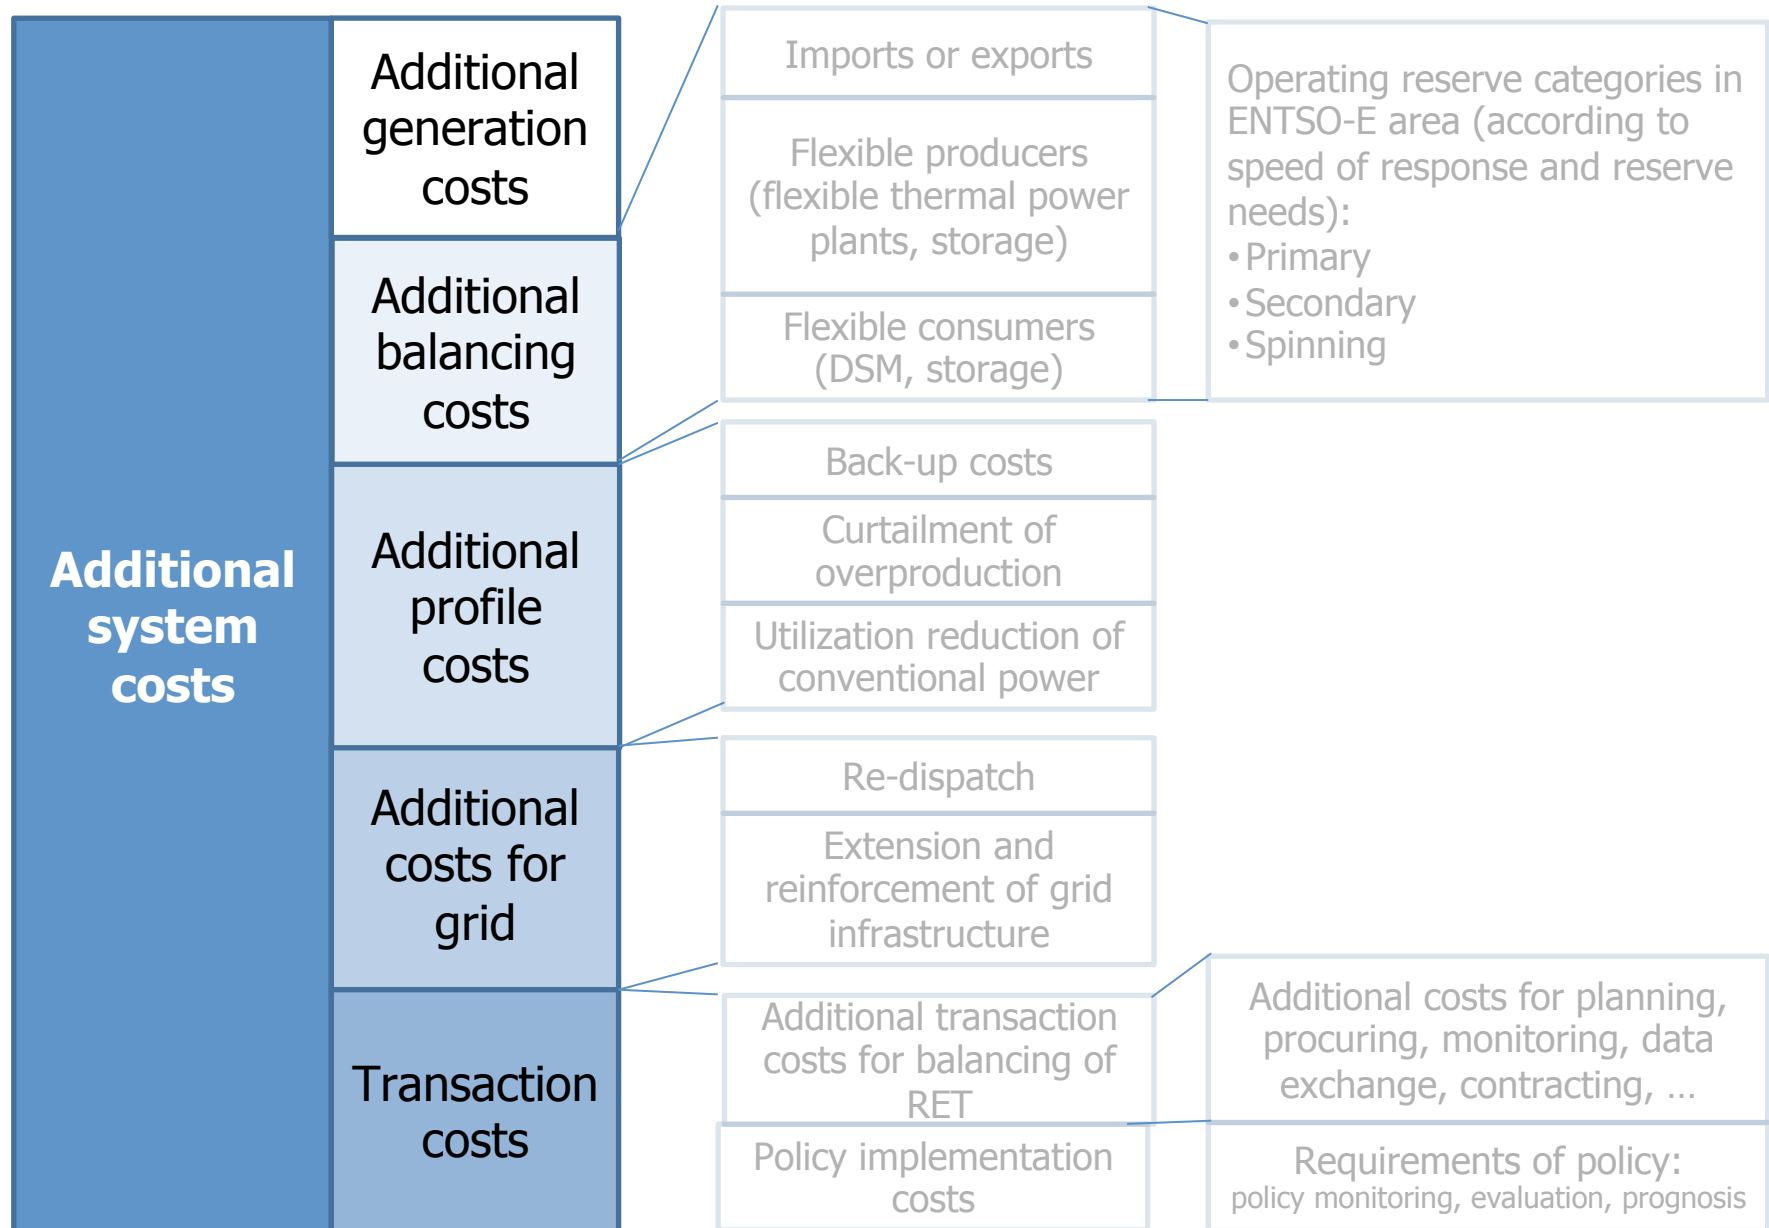 Additional
system
costs
Additional
generation
costs
Additional
balancing
costs
Additional
profile
costs
Additional
costs for
grid
Transaction
costs
Imports or exports
Flexible producers
(flexible thermal power
plants, storage)
Flexible consumers
(DSM, storage)
Back-up costs
Curtailment of
overproduction
Utilization reduction of
conventional power
Re-dispatch
Extension and
reinforcement of grid
infrastructure
Additional transaction
costs for balancing of
RET
Policy implementation
costs
Operating reserve categories in
ENTSO-E area (according to
speed of response and reserve
needs):
•Primary
•Secondary
•Spinning
Additional costs for planning,
procuring, monitoring, data
exchange, contracting, …
Requirements of policy:
policy monitoring, evaluation, prognosis